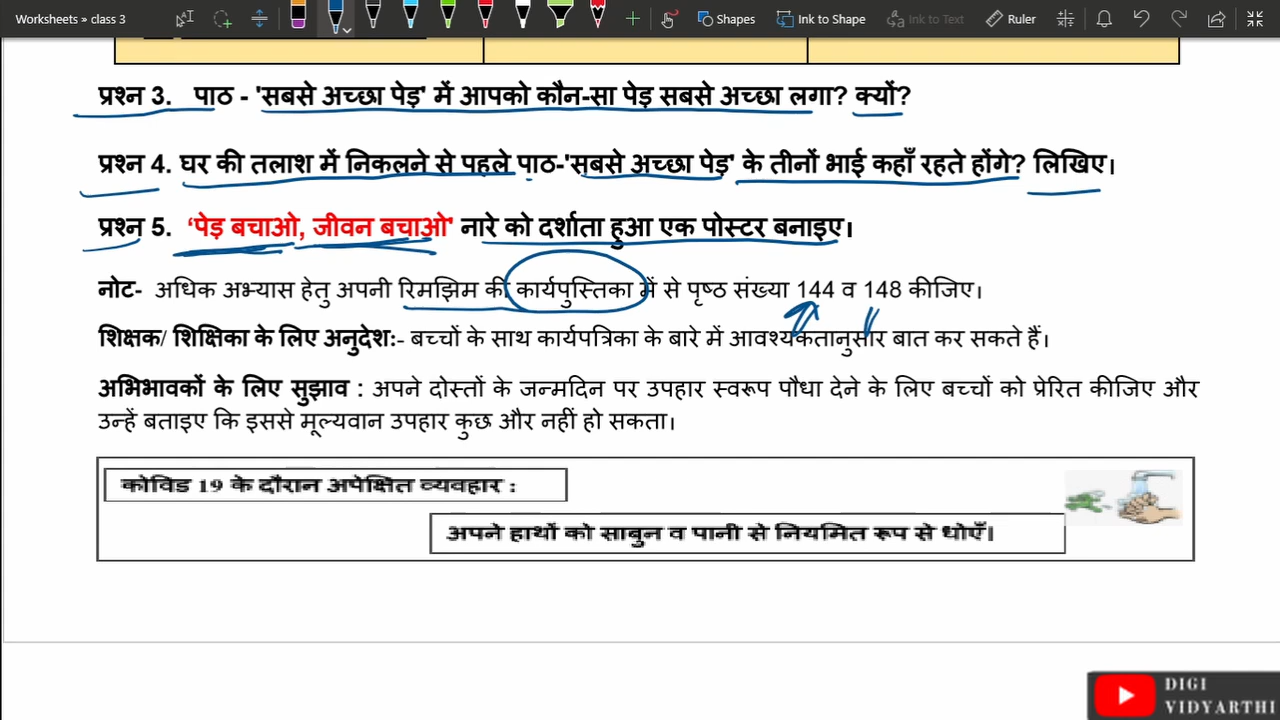 Worksheets » class 3
Shapes
Ink to Shape
Ink to Text
Ruler
प्रश्न 3. पाठ - 'सबसे अच्छा पेड़' में आपको कौन-सा पेड़ सबसे अच्छा लगा? क्यों?
प्रश्न 4. घर की तलाश में निकलने से पहले पाठ-'सबसे अच्छा पेड़' के तीनों भाई कहाँ रहते होंगे? लिखिए।
प्रश्न 5. ‘पेड़ बचाओ, जीवन बचाओ' नारे को दर्शाता हुआ एक पोस्टर बनाइए।
नोट- अधिक अभ्यास हेतु अपनी रिमझिम की कार्यपुस्तिका में से पृष्ठ संख्या 144 व 148 कीजिए।
शिक्षक/ शिक्षिका के लिए अनुदेश:- बच्चों के साथ कार्यपत्रिका के बारे में आवश्यकतानुसार बात कर सकते हैं।
अभिभावकों के लिए सुझाव : अपने दोस्तों के जन्मदिन पर उपहार स्वरूप पौधा देने के लिए बच्चों को प्रेरित कीजिए और
उन्हें बताइए कि इससे मूल्यवान उपहार कुछ और नहीं हो सकता।
कोविड 19 के दौरान अपेक्षित व्यवहार :
अपने हाथों को साबुन व पानी से नियमित रूप से धोएँ।
DIGI
VIDYARTHI